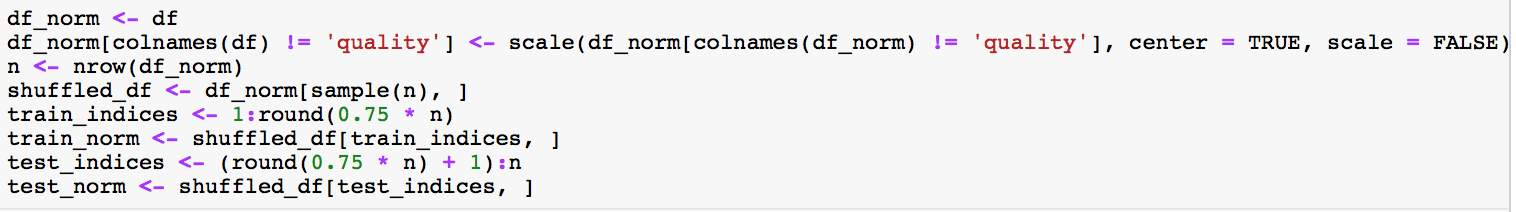 df_norm <- df
df_norm[colnames(df) != 'quality'] <- scale(df_norm[colnames(df_norm) != 'quality'], center = TRUE, scale = FALSE)
n <- nrow(df_norm)
shuffled_df <- df_norm[sample(n), ]
train_indices <- 1:round(0.75 * n)
train_norm <- shuffled_df[train_indices, ]
test_indices <- (round(0.75 * n) + 1):n
test_norm <- shuffled_df[test_indices, ]